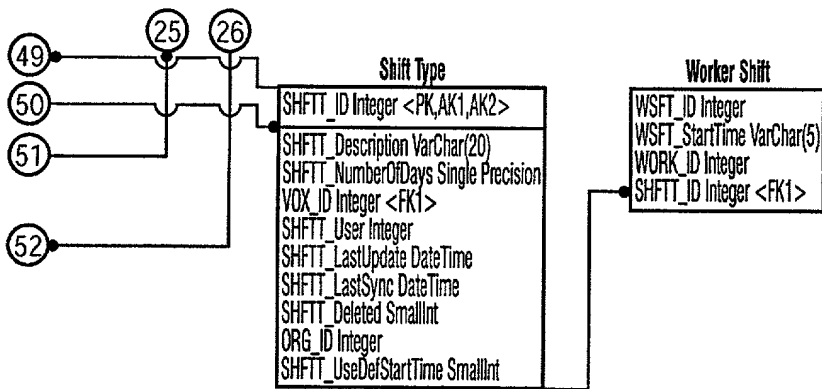 25
26
49
50
51
52
Shift Type
SHFTT_ID Integer <PK,AK1,AK2>
SHFTT_Description VarChar(20)
SHFTT_NumberOfDays Single Precision
VOX_ID Integer <FK1>
SHFTT_User Integer
SHFTT_LastUpdate DateTime
SHFTT_LastSync DateTime
SHFTT_Deleted SmallInt
ORG_ID Integer
SHFTT_UseDefStartTime SmallInt
Worker Shift
WSFT_ID Integer
WSFT_StartTime VarChar(5)
WORK_ID Integer
SHFTT_ID Integer <FK1>